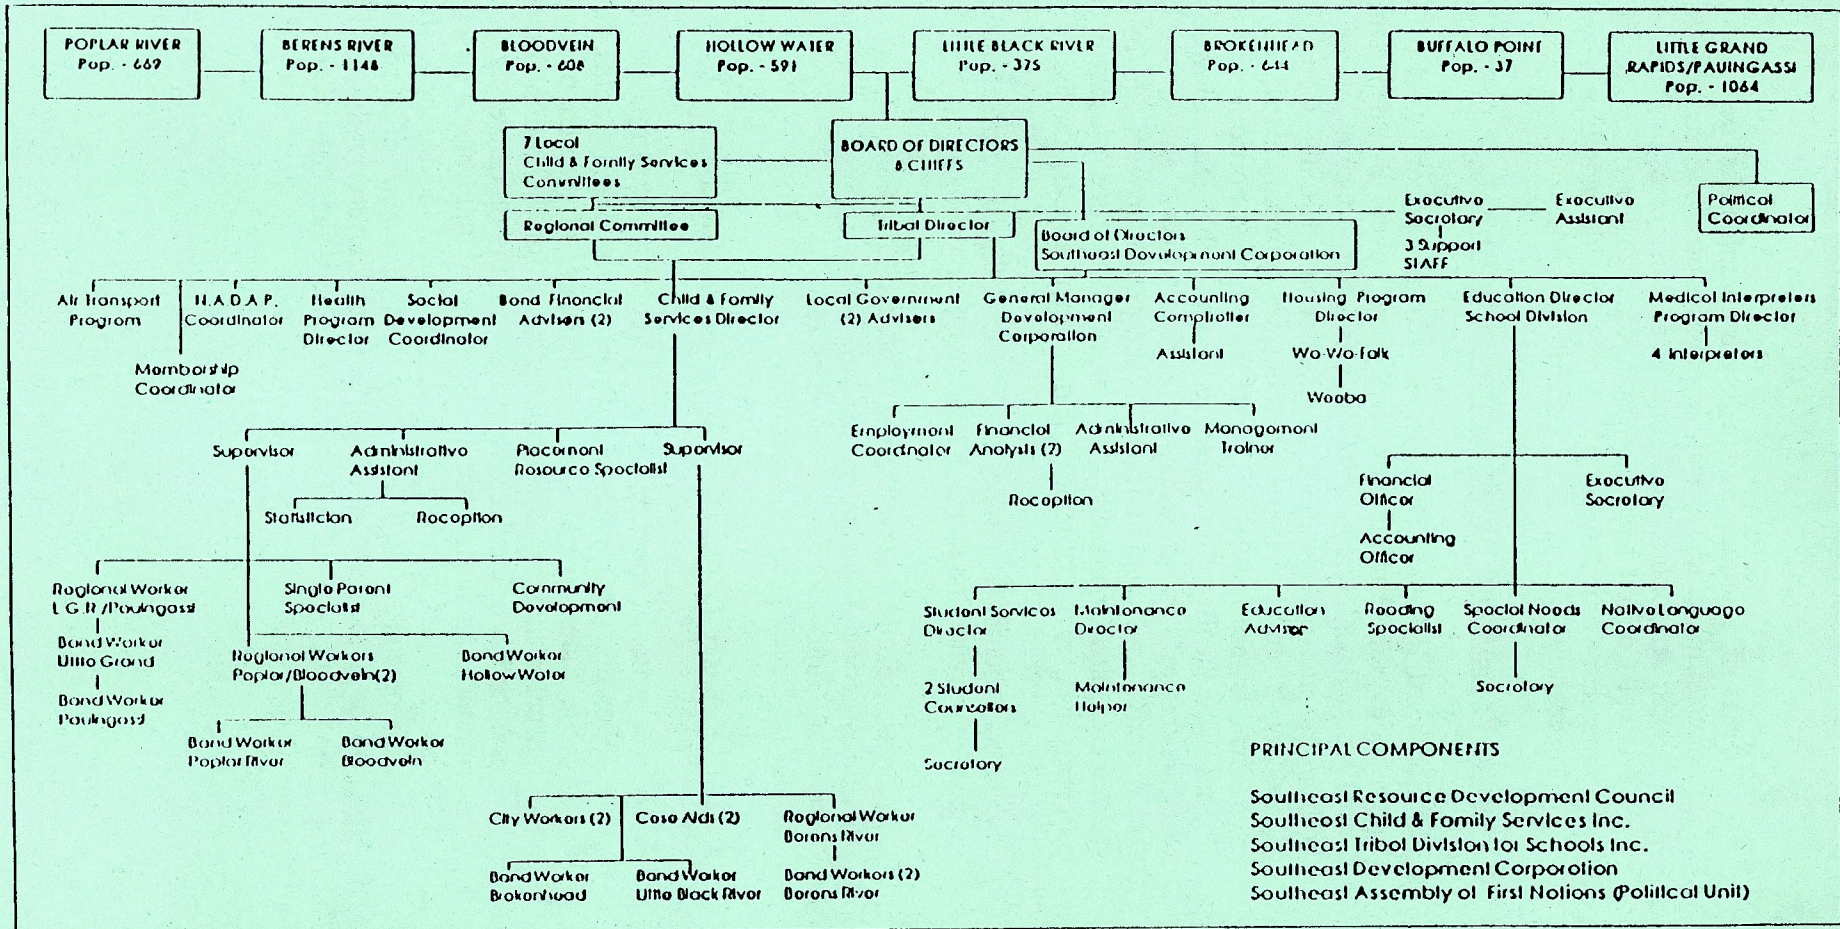 POPLAR RIVER
Pop. - 669
BERENS RIVER
Pop. - 1148
BLOODVEIN
Pop. - 608
HOLLOW WATER
Pop. - 591
LITTLE BLACK RIVER
Pop. - 375
BROKENHEAD
Pop. - 644
BUFFALO POINT
Pop. - 37
LITTLE GRAND
RAPIDS/PAUINGASSI
Pop. - 1064
7 Local
Child & Family Services
Committees
BOARD OF DIRECTORS
& CHIEFS
Regional Committee
Tribal Director
Board of Directors
Southeast Development Corporation
Executive
Secretary
3 Support
STAFF
Executive
Assistant
Political
Coordinator
Air Transport
Program
Membership
Coordinator
N.A.D.A.P.
Coordinator
Health
Program
Director
Social
Development
Coordinator
Band Financial
Advisers (2)
Child & Family
Services Director
Local Government
(2) Advisers
General Manager
Development
Corporation
Accounting
Comptroller
Assistant
Housing Program
Director
Wa-Wa-Taik
Wooba
Education Director
School Division
Medical Interpreters
Program Director
4 Interpreters
Supervisor
Administrative
Assistant
Placement
Resource Specialist
Supervisor
Statistician
Reception
Employment
Coordinator
Financial
Analysts (2)
Administrative
Assistant
Management
Trainer
Reception
Financial
Officer
Accounting
Officer
Executive
Secretary
Regional Worker
L.G.R./Pauingassi
Band Worker
Little Grand
Band Worker
Pauingassi
Single Parent
Specialist
Community
Development
Regional Workers
Poplar/Bloodvein(2)
Band Worker
Hollow Water
Band Worker
Poplar River
Band Worker
Bloodvein
Student Services
Director
2 Student
Counsellors
Secretary
Maintenance
Director
Maintenance
Helper
Education
Advisor
Reading
Specialist
Special Needs
Coordinator
Secretary
Native Language
Coordinator
City Workers (2)
Case Aids (2)
Regional Worker
Berens River
Band Worker
Brokenhead
Band Worker
Little Black River
Band Workers (2)
Berens River
PRINCIPAL COMPONENTS
Southeast Resource Development Council
Southeast Child & Family Services Inc.
Southeast Tribal Division for Schools Inc.
Southeast Development Corporation
Southeast Assembly of First Nations (Political Unit)